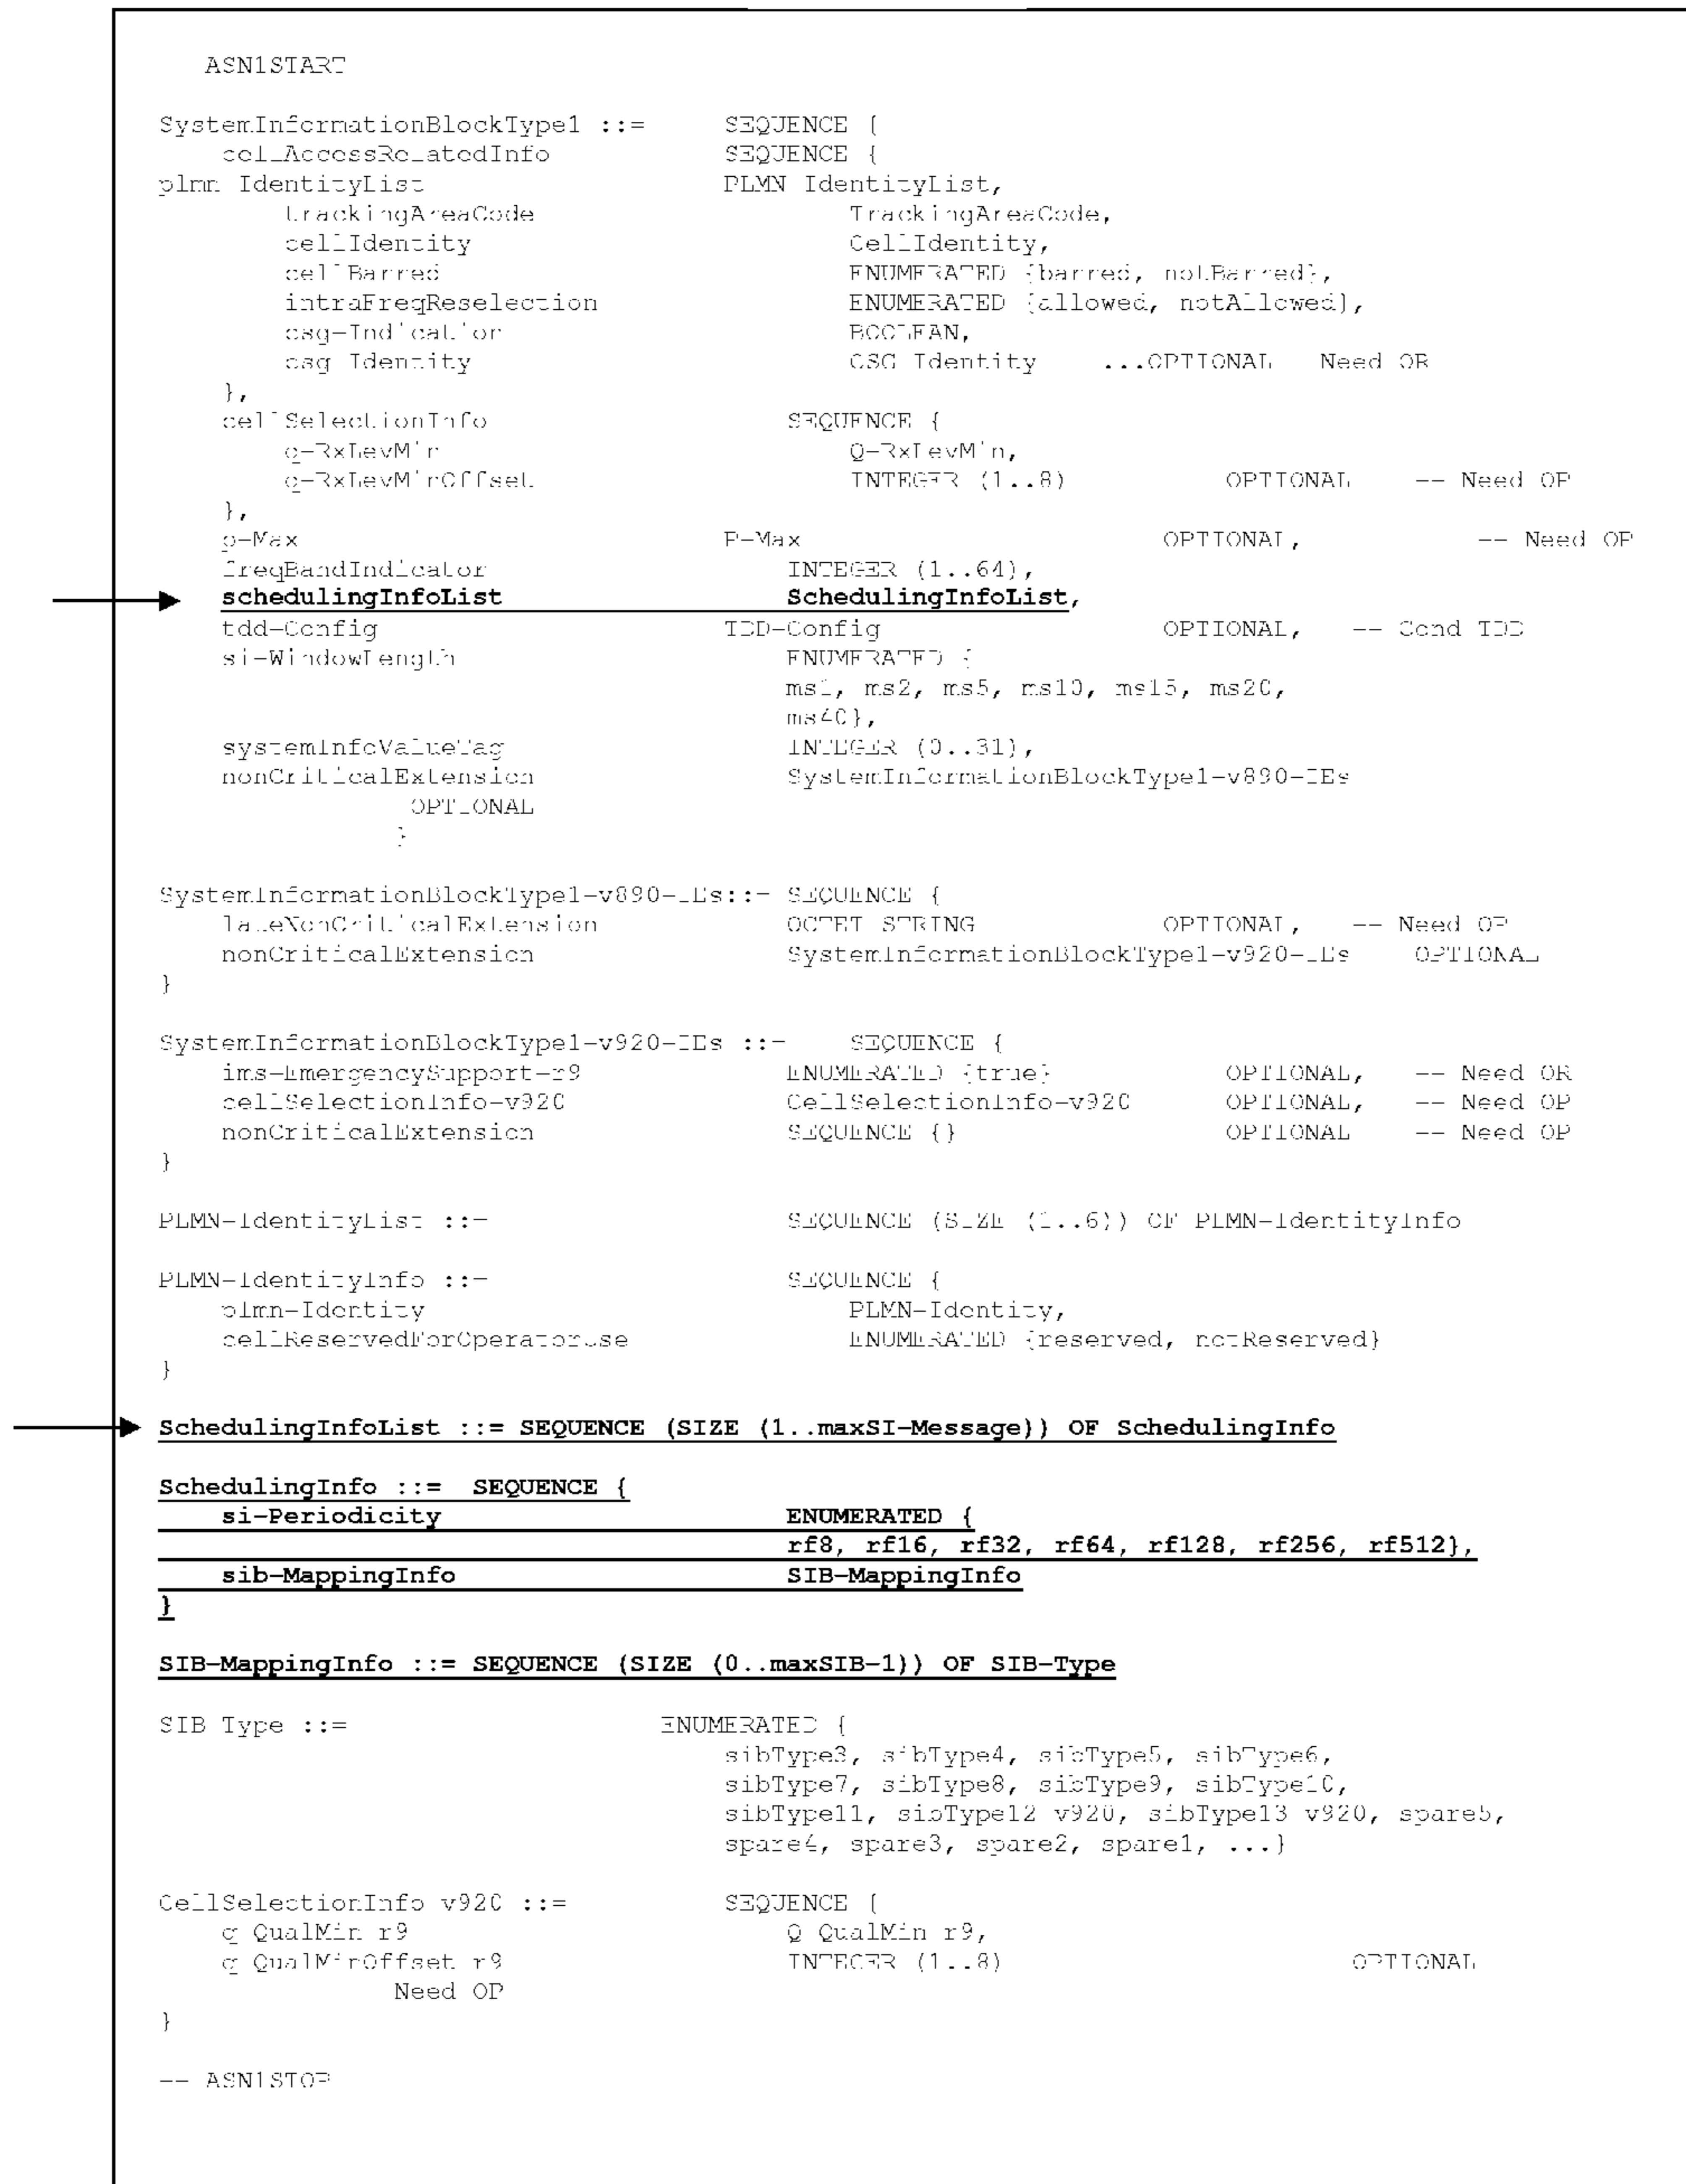 ASN1START
SystemInformationBlockType1 ::= SEQUENCE {
cellAccessRelatedInfo SEQUENCE {
plmn IdentityList PLMN IdentityList,
trackingAreaCode TrackingAreaCode,
cellIdentity CellIdentity,
cellBarred ENUMERATED {barred, notBarred},
intraFreqReselection ENUMERATED {allowed, notAllowed},
csg-Indication BOOLEAN,
csg Identity CSG Identity ...OPTIONAL Need OR
},
cellSelectionInfo SEQUENCE {
q-RxLevMin Q-RxLevMin,
q-RxLevMinOffset INTEGER (1..8) OPTIONAL -- Need OP
},
p-Max P-Max OPTIONAL, -- Need OP
freqBandIndicator INTEGER (1..64),
schedulingInfoList SchedulingInfoList,
tdd-Config TDD-Config OPTIONAL, -- Cond TDD
si-WindowLength ENUMERATED {
ms1, ms2, ms5, ms10, ms15, ms20,
ms40},
systemInfoValueTag INTEGER (0..31),
nonCriticalExtension SystemInformationBlockType1-v890-IEs
OPTIONAL
}
SystemInformationBlockType1-v890-IEs::= SEQUENCE {
lateNonCriticalExtension OCTET STRING OPTIONAL, -- Need OP
nonCriticalExtension SystemInformationBlockType1-v920-IEs OPTIONAL
}
SystemInformationBlockType1-v920-IEs ::= SEQUENCE {
ims-EmergencySupport-r9 ENUMERATED {true} OPTIONAL, -- Need OR
cellSelectionInfo-v920 CellSelectionInfo-v920 OPTIONAL, -- Need OP
nonCriticalExtension SEQUENCE {} OPTIONAL -- Need OP
}
PLMN-IdentityList ::= SEQUENCE (SIZE (1..6)) OF PLMN-IdentityInfo
PLMN-IdentityInfo ::= SEQUENCE {
plmn-Identity PLMN-Identity,
cellReservedForOperatorUse ENUMERATED {reserved, notReserved}
}
SchedulingInfoList ::= SEQUENCE (SIZE (1..maxSI-Message)) OF SchedulingInfo
SchedulingInfo ::= SEQUENCE {
si-Periodicity ENUMERATED {
rf8, rf16, rf32, rf64, rf128, rf256, rf512},
sib-MappingInfo SIB-MappingInfo
}
SIB-MappingInfo ::= SEQUENCE (SIZE (0..maxSIB-1)) OF SIB-Type
SIB Type ::= ENUMERATED {
sibType3, sibType4, sibType5, sibType6,
sibType7, sibType8, sibType9, sibType10,
sibType11, sibType12 v920, sibType13 v920, spare5,
spare4, spare3, spare2, spare1, ...}
CellSelectionInfo v920 ::= SEQUENCE {
q QualMin r9 Q QualMin r9,
q QualMinOffset r9 INTEGER (1..8) OPTIONAL
Need OP
}
-- ASN1STOP